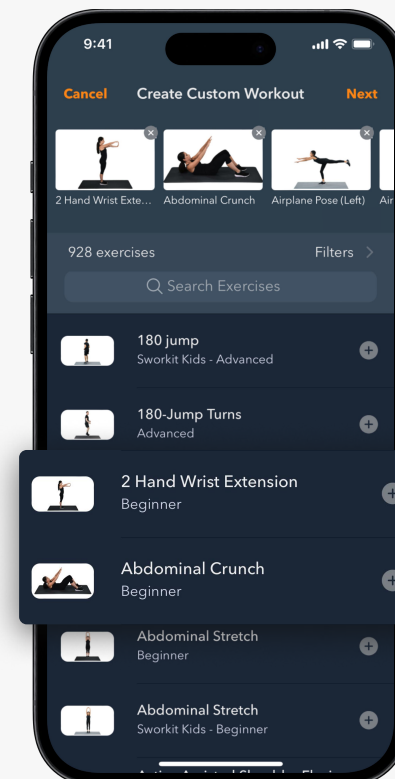 9:41
Cancel Create Custom Workout Next
2 Hand Wrist Exte... Abdominal Crunch Airplane Pose (Left) Air
928 exercises Filters
Search Exercises
180 jump
Sworkit Kids - Advanced
180-Jump Turns
Advanced
2 Hand Wrist Extension
Beginner
Abdominal Crunch
Beginner
Abdominal Stretch
Beginner
Abdominal Stretch
Sworkit Kids - Beginner